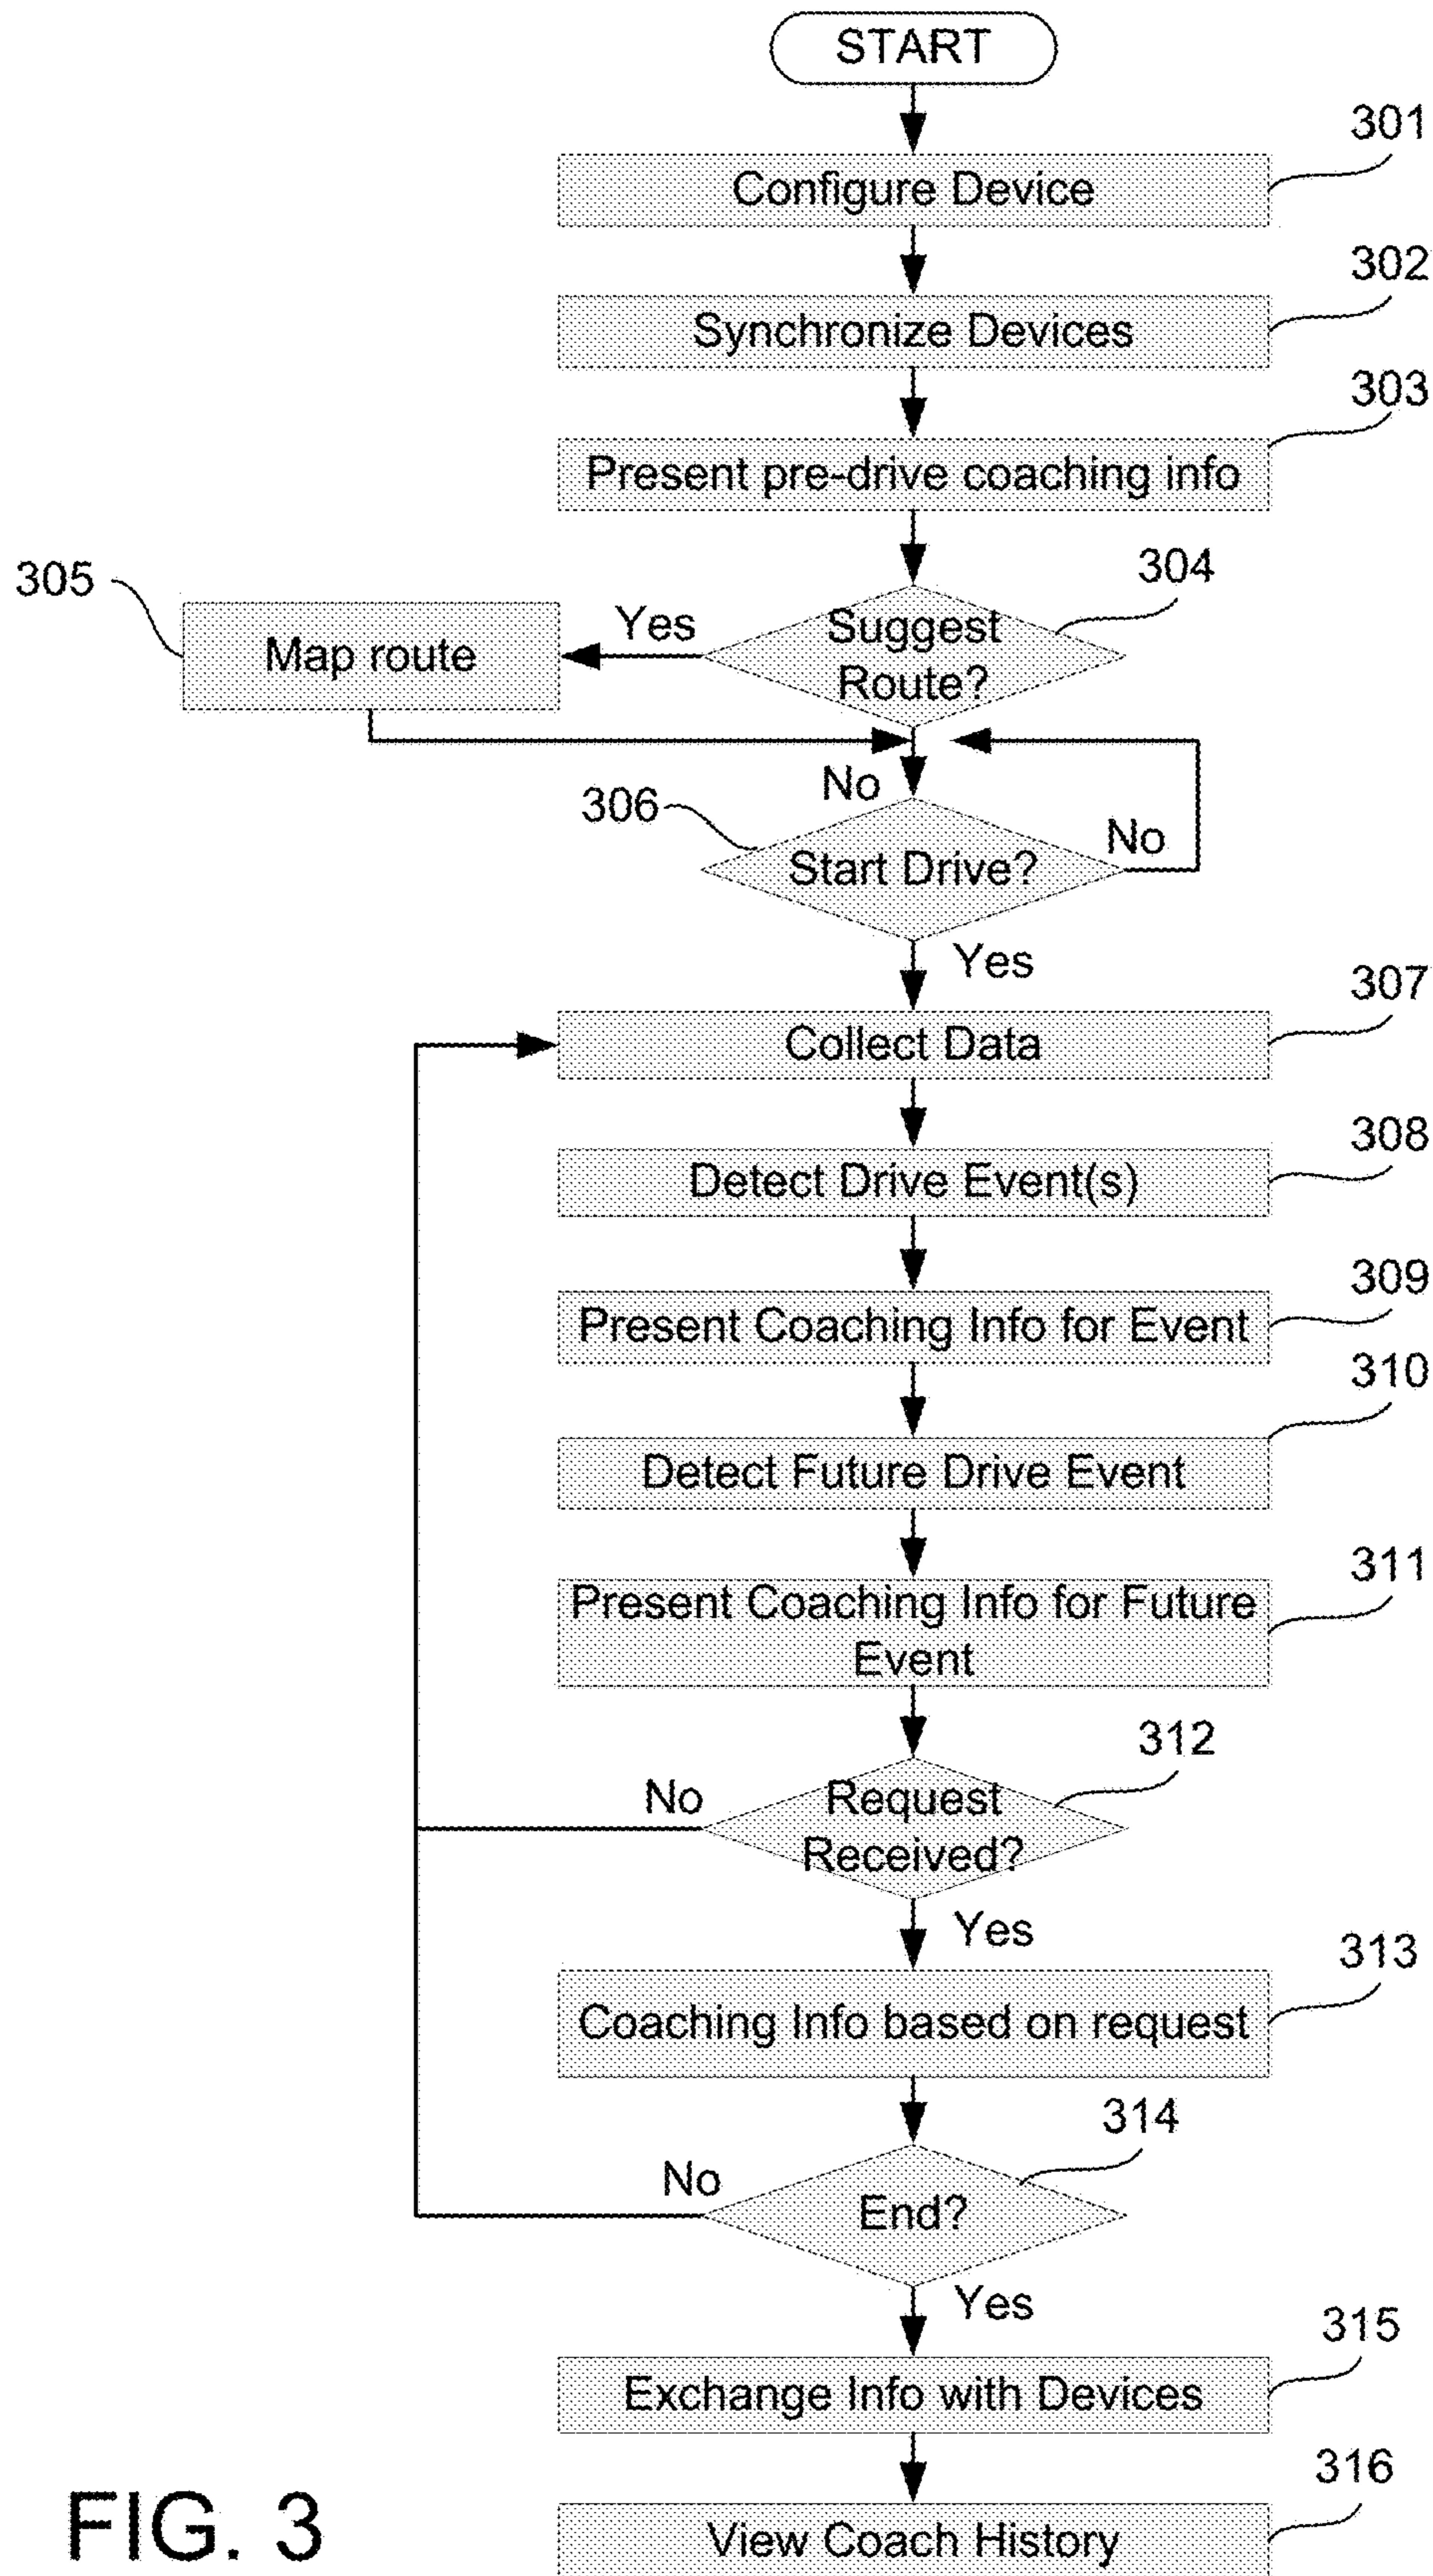 START
301
Configure Device
302
Synchronize Devices
303
Present pre-drive coaching info
304
305
Yes
Suggest
Route?
Map route
No
306
No
Start Drive?
Yes
307
Collect Data
308
Detect Drive Event(s)
309
Present Coaching Info for Event
310
Detect Future Drive Event
311
Present Coaching Info for Future
Event
312
No
Request
Received?
Yes
313
Coaching Info based on request
314
No
End?
Yes
315
Exchange Info with Devices
316
View Coach History
FIG. 3